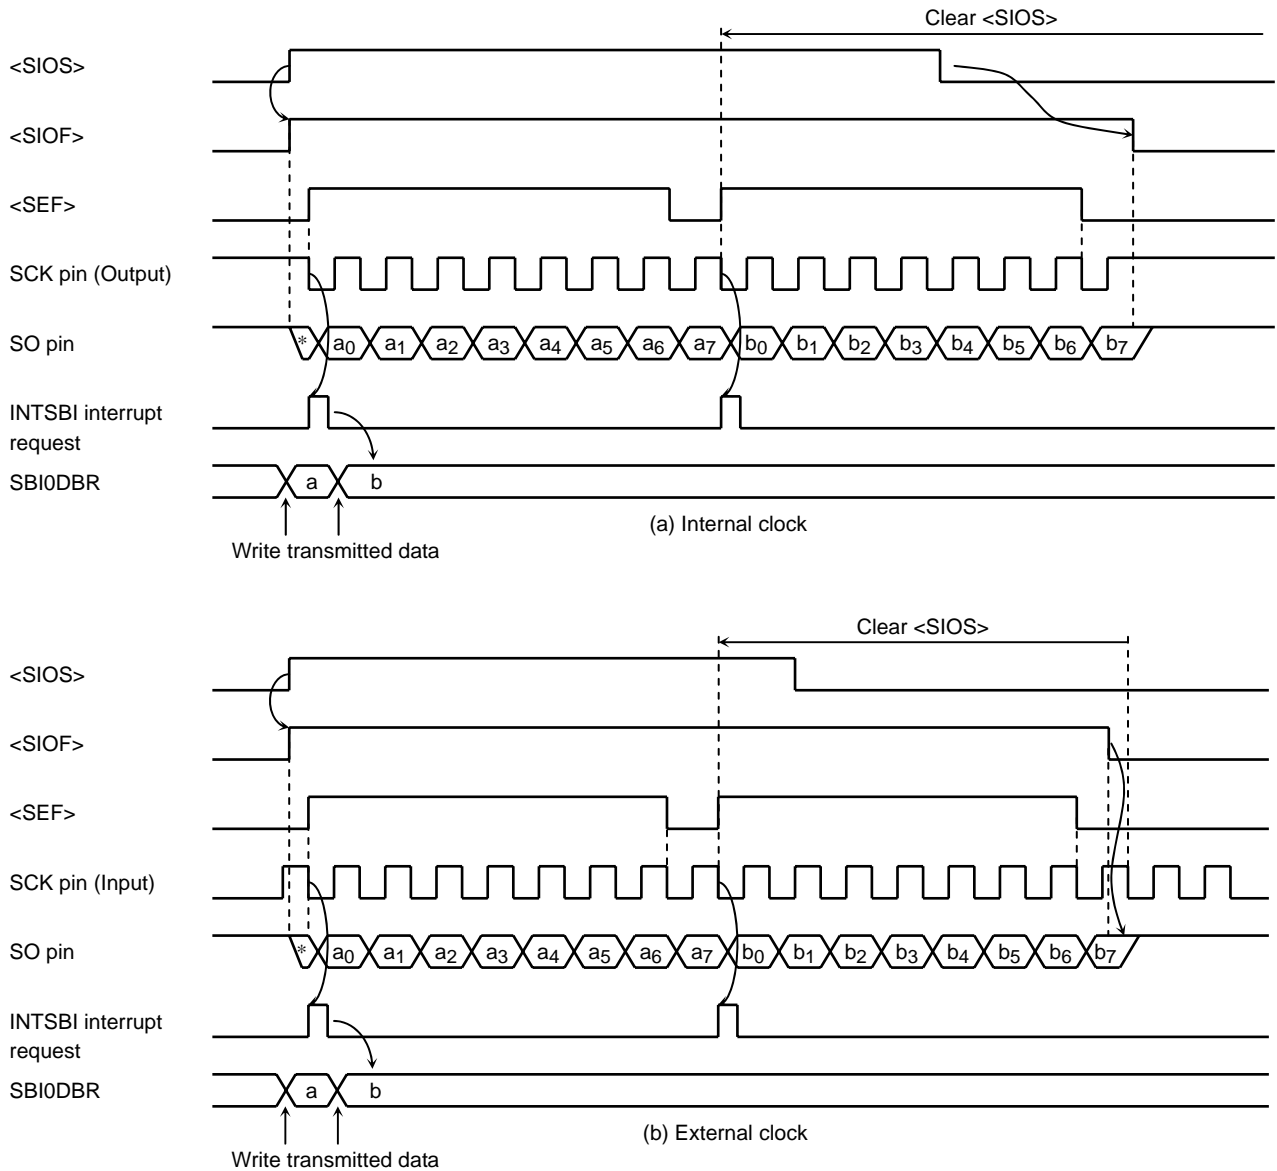 Clear <SIOS>
<SIOS>
<SIOF>
<SEF>
SCK pin (Output)
SO pin
* a0 a1 a2 a3 a4 a5 a6 a7 b0 b1 b2 b3 b4 b5 b6 b7
INTSBI interrupt
request
SBI0DBR
a b
(a) Internal clock
Write transmitted data
Clear <SIOS>
<SIOS>
<SIOF>
<SEF>
SCK pin (Input)
SO pin
* a0 a1 a2 a3 a4 a5 a6 a7 b0 b1 b2 b3 b4 b5 b6 b7
INTSBI interrupt
request
SBI0DBR
a b
(b) External clock
Write transmitted data